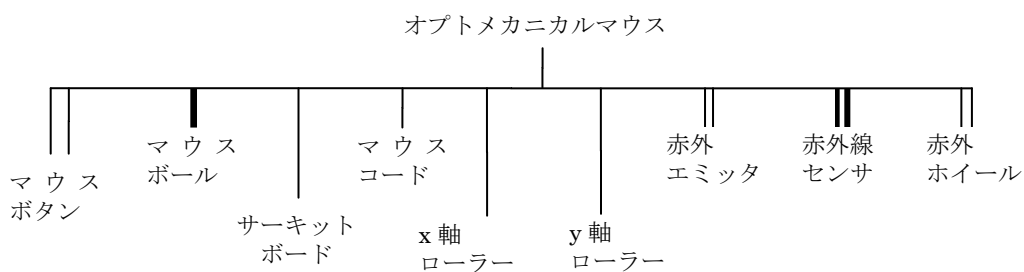 オプトメカニカルマウス
マウス
ボタン
マウス
ボール
サーキット
ボード
マウス
コード
x 軸
ローラー
y 軸
ローラー
赤外
エミッタ
赤外線
センサ
赤外
ホイール